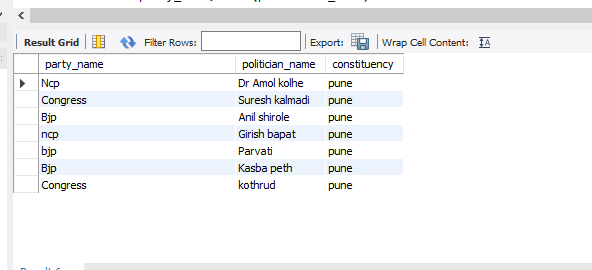 Result Grid Filter Rows: Export: Wrap Cell Content:
party_name politician_name constituency
Ncp Dr Amol kolhe pune
Congress Suresh kalmadi pune
Bjp Anil shirole pune
ncp Girish bapat pune
bjp Parvati pune
Bjp Kasba peth pune
Congress kothrud pune